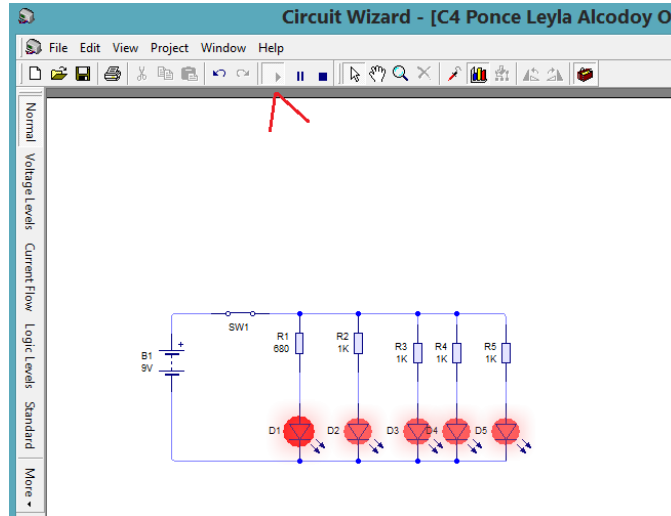 Circuit Wizard - [C4 Ponce Leyla Alcodoy O
File Edit View Project Window Help
Normal
Voltage Levels
Current Flow
Logic Levels
Standard
More
SW1
B1
9V
+
R1
680
R2
1K
R3
1K
R4
1K
R5
1K
D1
D2
D3
D4
D5